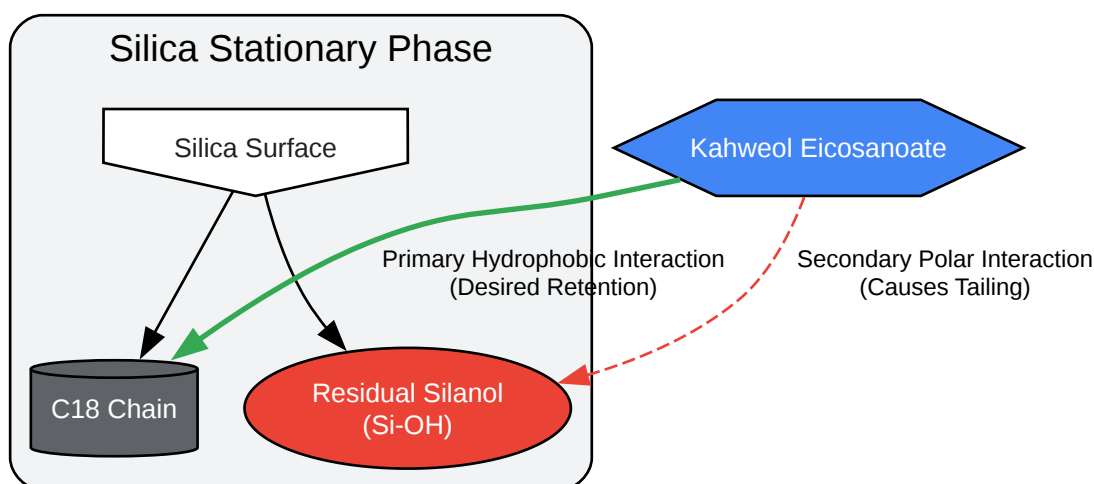 Silica Stationary Phase
Silica Surface
Kahweol Eicosanoate
Primary Hydrophobic Interaction
(Desired Retention)
Secondary Polar Interaction
(Causes Tailing)
C18 Chain
Residual Silanol
(Si-OH)